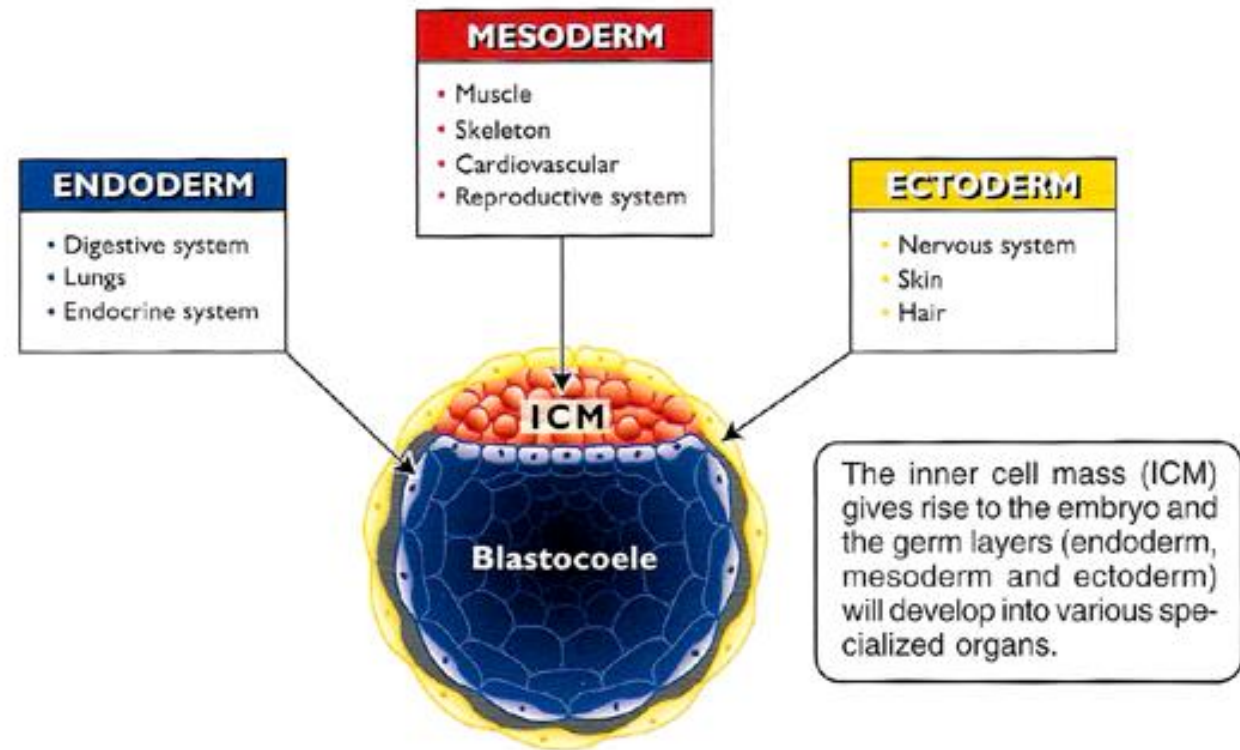 MESODERM
• Muscle
• Skeleton
• Cardiovascular
• Reproductive system
ENDODERM
• Digestive system
• Lungs
• Endocrine system
ECTODERM
• Nervous system
• Skin
• Hair
ICM
Blastocoele
The inner cell mass (ICM)
gives rise to the embryo and
the germ layers (endoderm,
mesoderm and ectoderm)
will develop into various spe-
cialized organs.